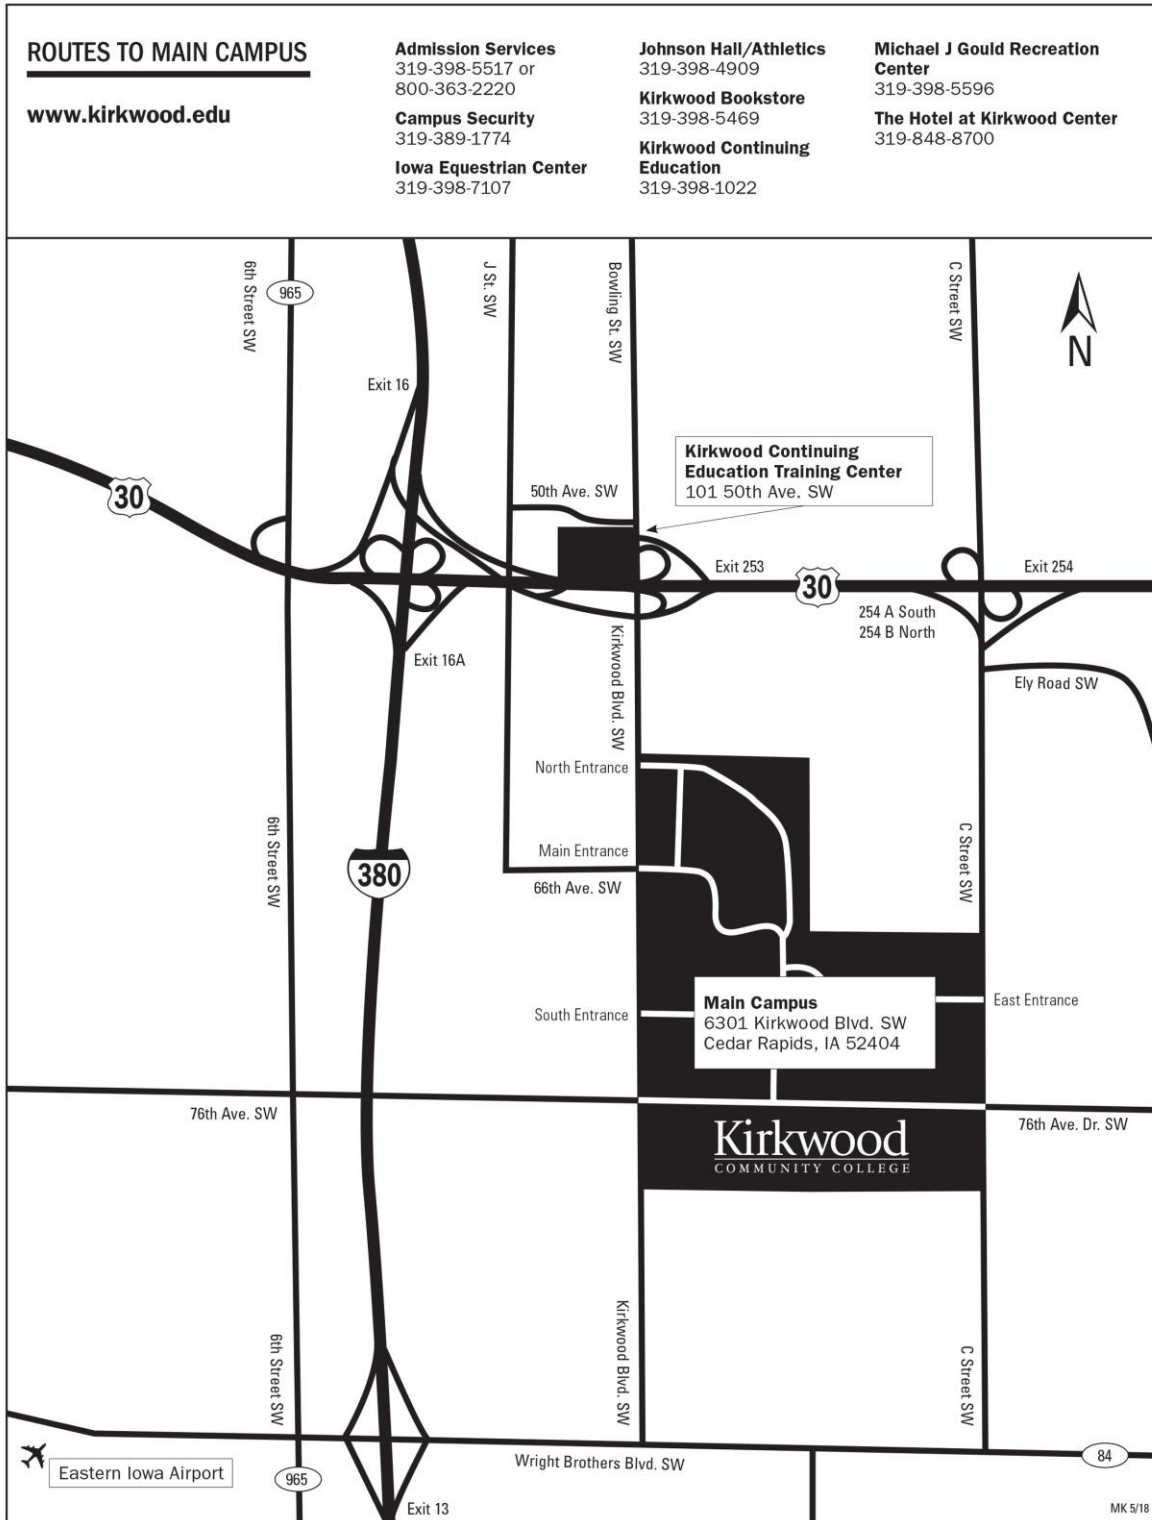 ROUTES TO MAIN CAMPUS
www.kirkwood.edu
Admission Services
319-398-5517 or
800-363-2220
Campus Security
319-389-1774
Iowa Equestrian Center
319-398-7107
Johnson Hall/Athletics
319-398-4909
Kirkwood Bookstore
319-398-5469
Kirkwood Continuing
Education
319-398-1022
Michael J Gould Recreation
Center
319-398-5596
The Hotel at Kirkwood Center
319-848-8700
6th Street SW
965
J St. SW
Bowling St. SW
C Street SW
N
Exit 16
Kirkwood Continuing
Education Training Center
101 50th Ave. SW
30
50th Ave. SW
Exit 253
30
Exit 254
254 A South
254 B North
Kirkwood Blvd. SW
Exit 16A
Ely Road SW
North Entrance
6th Street SW
380
Main Entrance
66th Ave. SW
C Street SW
South Entrance
Main Campus
6301 Kirkwood Blvd. SW
Cedar Rapids, IA 52404
East Entrance
76th Ave. SW
76th Ave. Dr. SW
Kirkwood
COMMUNITY COLLEGE
6th Street SW
Kirkwood Blvd. SW
C Street SW
Eastern Iowa Airport
965
Wright Brothers Blvd. SW
84
Exit 13
MK 5/18